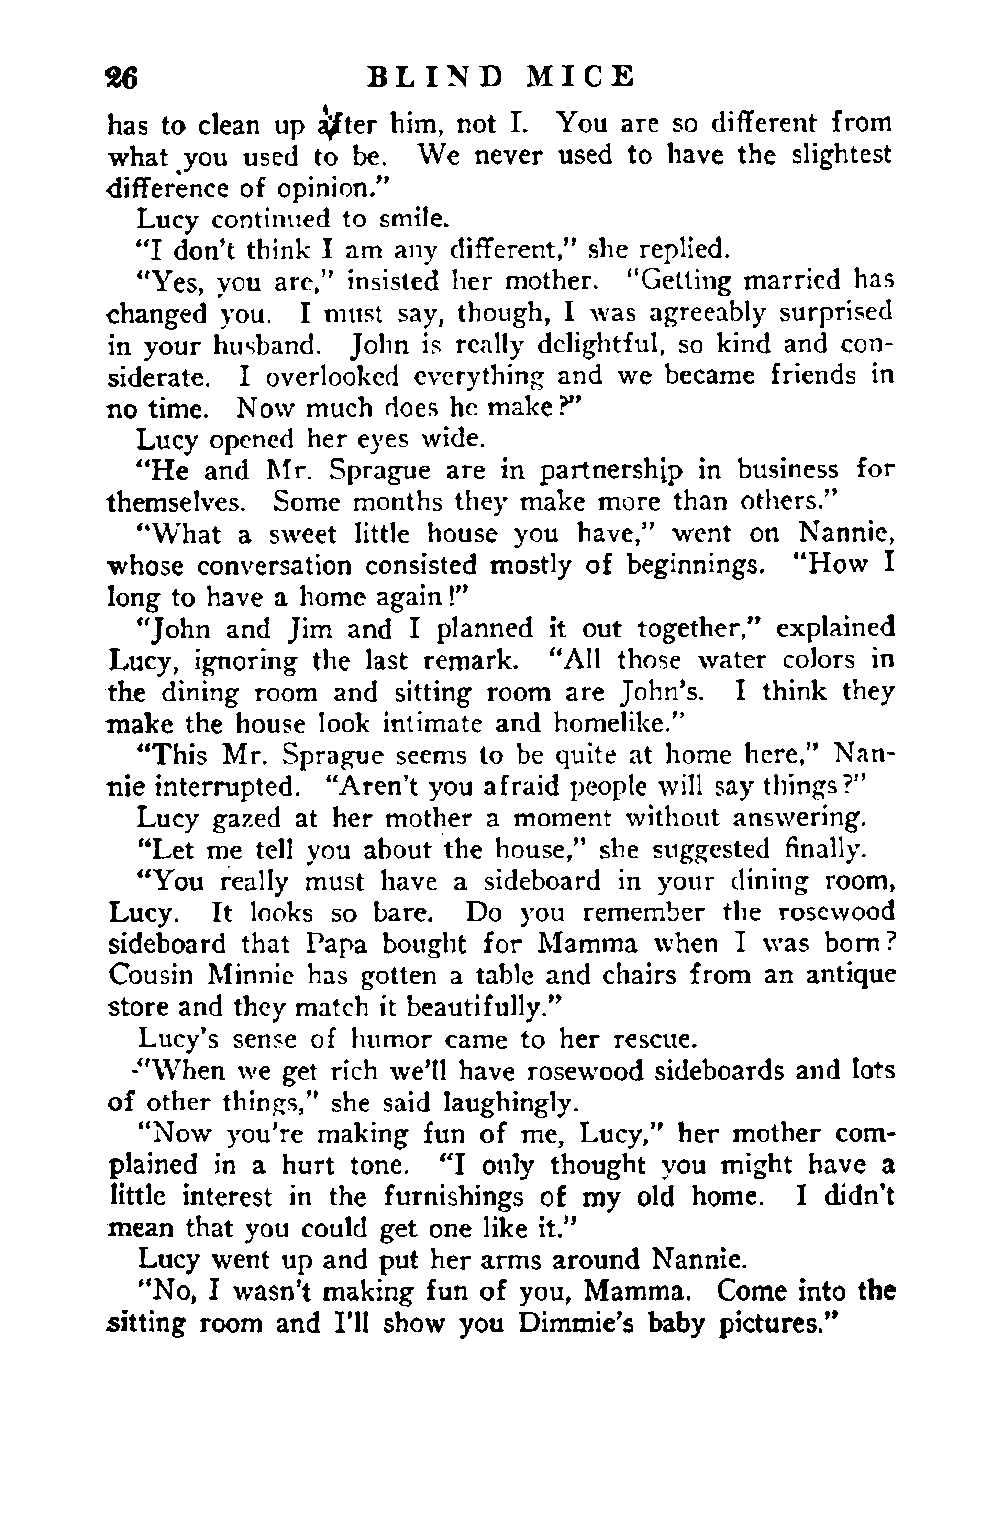 26 BLIND MICE
has to clean up after him, not I. You are so different from
what you used to be. We never used to have the slightest
difference of opinion."
Lucy continued to smile.
"I don't think I am any different," she replied.
"Yes, you are," insisted her mother. "Getting married has
changed you. I must say, though, I was agreeably surprised
in your husband. John is really delightful, so kind and con-
siderate. I overlooked everything and we became friends in
no time. Now much does he make?"
Lucy opened her eyes wide.
"He and Mr. Sprague are in partnership in business for
themselves. Some months they make more than others."
"What a sweet little house you have," went on Nannie,
whose conversation consisted mostly of beginnings. "How I
long to have a home again!"
"John and Jim and I planned it out together," explained
Lucy, ignoring the last remark. "All those water colors in
the dining room and sitting room are John's. I think they
make the house look intimate and homelike."
"This Mr. Sprague seems to be quite at home here," Nan-
nie interrupted. "Aren't you afraid people will say things?"
Lucy gazed at her mother a moment without answering.
"Let me tell you about the house," she suggested finally.
"You really must have a sideboard in your dining room,
Lucy. It looks so bare. Do you remember the rosewood
sideboard that Papa bought for Mamma when I was born?
Cousin Minnie has gotten a table and chairs from an antique
store and they match it beautifully."
Lucy's sense of humor came to her rescue.
"When we get rich we'll have rosewood sideboards and lots
of other things," she said laughingly.
"Now you're making fun of me, Lucy," her mother com-
plained in a hurt tone. "I only thought you might have a
little interest in the furnishings of my old home. I didn't
mean that you could get one like it."
Lucy went up and put her arms around Nannie.
"No, I wasn't making fun of you, Mamma. Come into the
sitting room and I'll show you Dimmie's baby pictures."